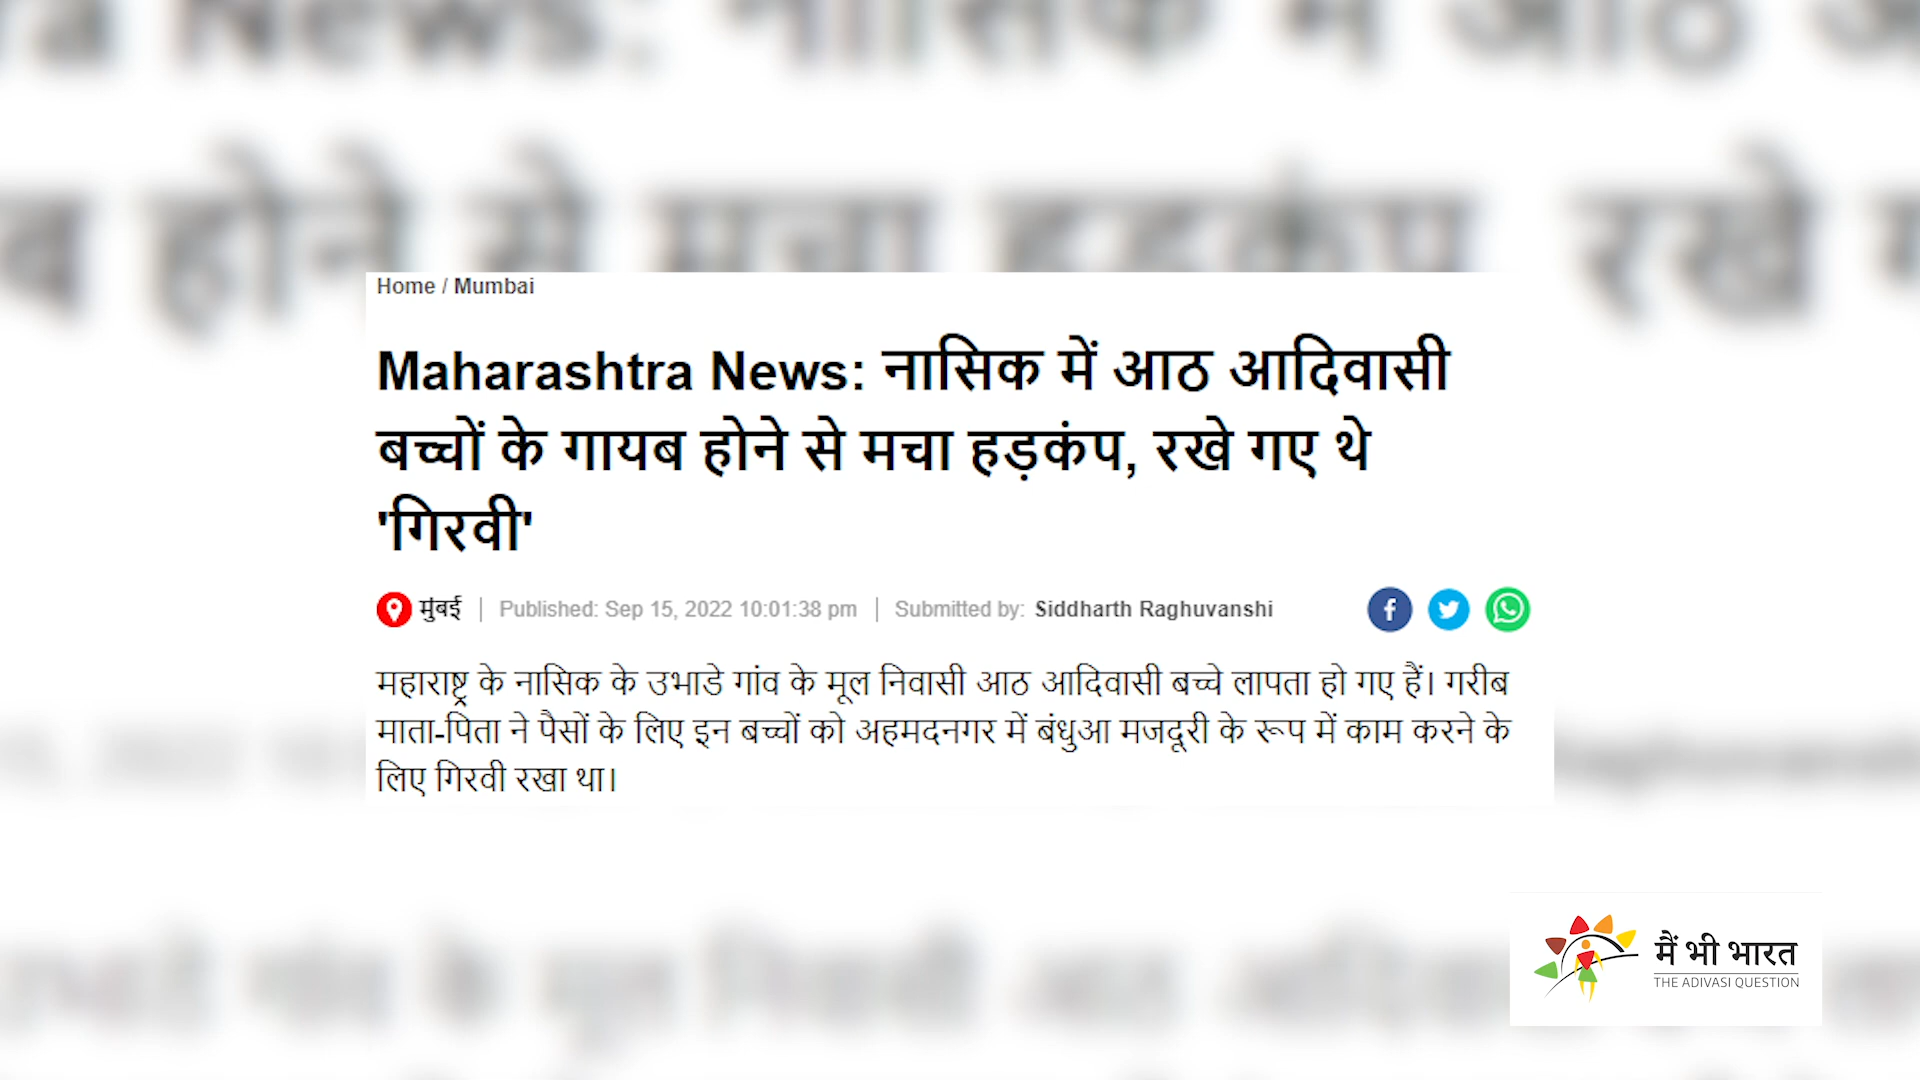 Home / Mumbai
Maharashtra News: नासिक में आठ आदिवासी
बच्चों के गायब होने से मचा हड़कंप, रखे गए थे
'गिरवी'
मुंबई | Published: Sep 15, 2022 10:01:38 pm | Submitted by: Siddharth Raghuvanshi
महाराष्ट्र के नासिक के उभाडे गांव के मूल निवासी आठ आदिवासी बच्चे लापता हो गए हैं। गरीब
माता-पिता ने पैसों के लिए इन बच्चों को अहमदनगर में बंधुआ मजदूरी के रूप में काम करने के
लिए गिरवी रखा था।
मैं भी भारत
THE ADIVASI QUESTION